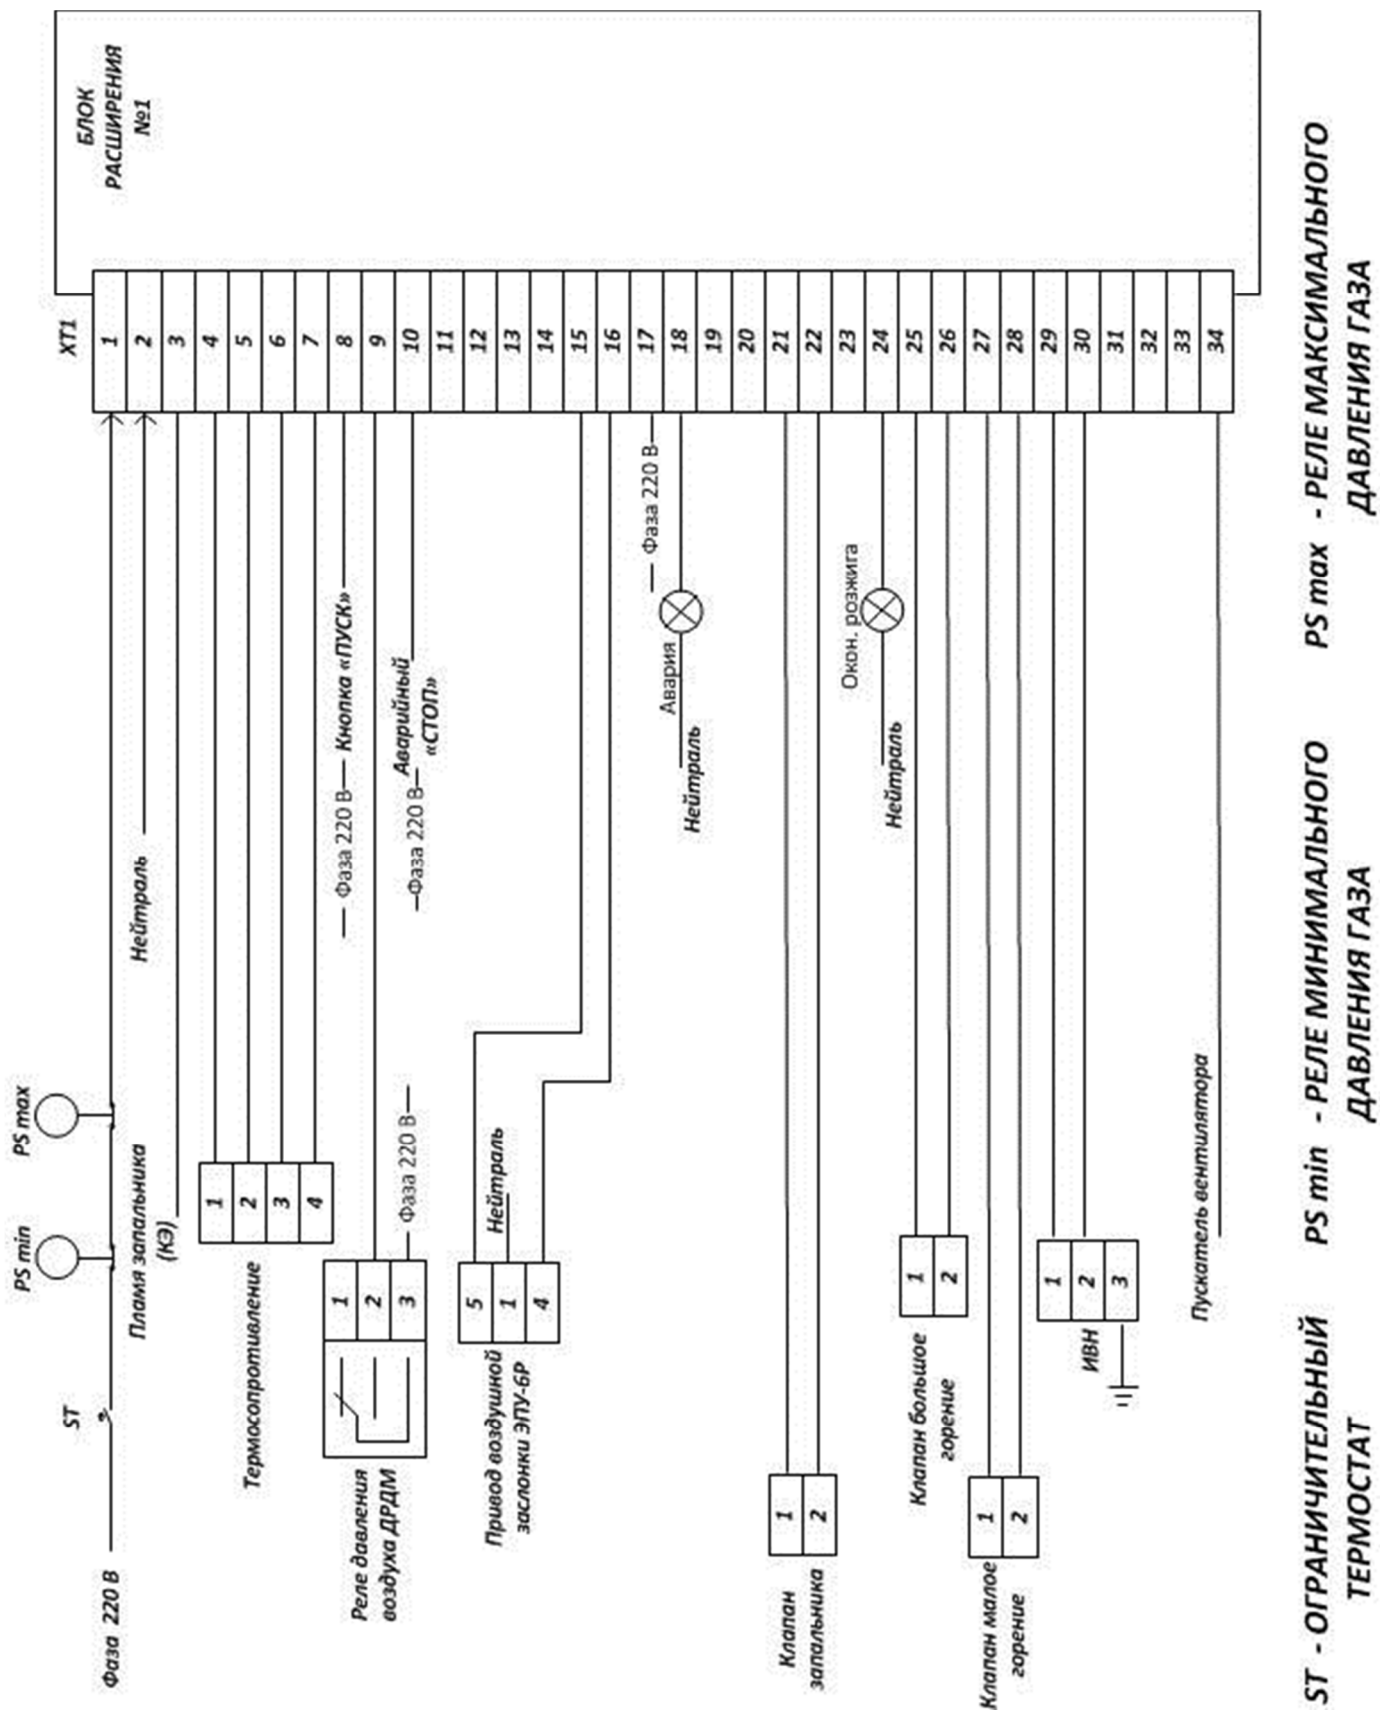 БЛОК
РАСШИРЕНИЯ
№1
XT1
1
2
3
4
5
6
7
8
9
10
11
12
13
14
15
16
17
18
19
20
21
22
23
24
25
26
27
28
29
30
31
32
33
34
Фаза 220 В
ST
PS min
PS max
Нейтраль
Пламя запальника
(КЭ)
Термосопротивление
1
2
3
4
Фаза 220 В
Кнопка «ПУСК»
Реле давления
воздуха ДРДМ
1
2
3
Фаза 220 В
Фаза 220 В
Аварийный
«СТОП»
Привод воздушной
заслонки ЭПУ-6Р
5
1
4
Нейтраль
Фаза 220 В
Авария
Нейтраль
Клапан
запальника
1
2
Окон. розжига
Нейтраль
Клапан большое
горение
1
2
Клапан малое
горение
1
2
ИВН
1
2
3
Пускатель вентилятора
ST - ОГРАНИЧИТЕЛЬНЫЙ
ТЕРМОСТАТ
PS min - РЕЛЕ МИНИМАЛЬНОГО
ДАВЛЕНИЯ ГАЗА
PS max - РЕЛЕ МАКСИМАЛЬНОГО
ДАВЛЕНИЯ ГАЗА